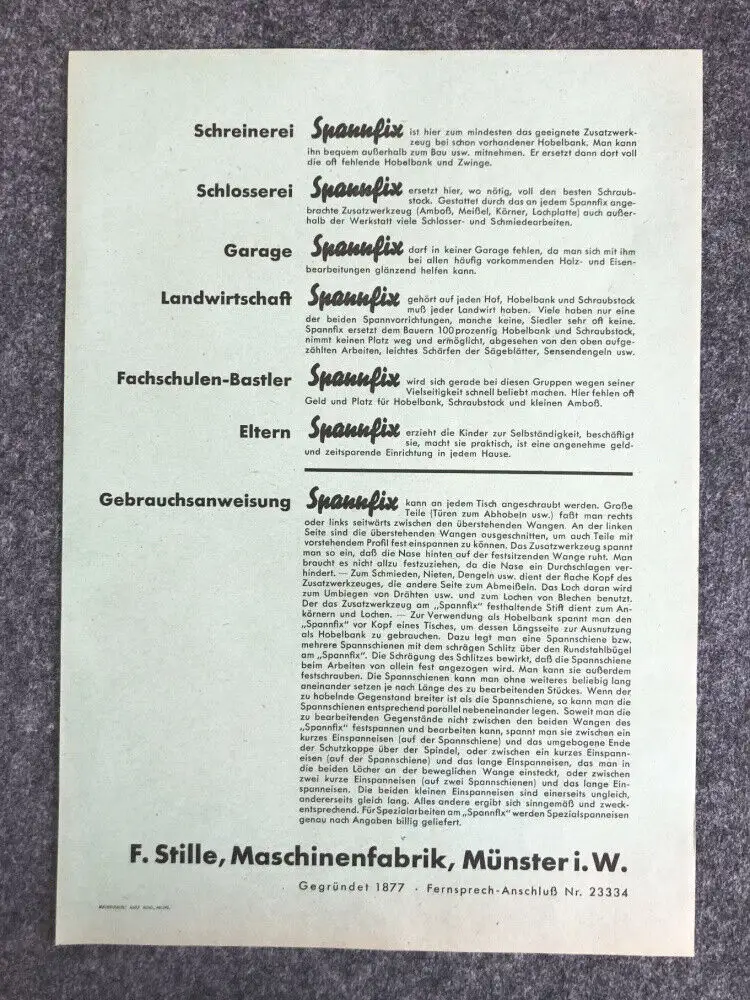 Schreinerei Spannfix ist hier zum mindesten das geeignete Zusatzwerk-
zeug bei schon vorhandener Hobelbank. Man kann
ihn bequem außerhalb zum Bau usw. mitnehmen. Er ersetzt dann dort voll
die oft fehlende Hobelbank und Zwinge.
Schlosserei Spannfix ersetzt hier, wo nötig, voll den besten Schraub-
stock. Gestattet durch das an jedem Spannfix ange-
brachte Zusatzwerkzeug (Amboß, Meißel, Körner, Lochplatte) auch außer-
halb der Werkstatt viele Schlosser- und Schmiedearbeiten.
Garage Spannfix darf in keiner Garage fehlen, da man sich mit ihm
bei allen häufig vorkommenden Holz- und Eisen-
bearbeitungen glänzend helfen kann.
Landwirtschaft Spannfix gehört auf jeden Hof, Hobelbank und Schraubstock
muß jeder Landwirt haben. Viele haben nur eine
der beiden Spannvorrichtungen, manche keine, Siedler sehr oft keine.
Spannfix ersetzt dem Bauern 100prozentig Hobelbank und Schraubstock,
nimmt keinen Platz weg und ermöglicht, abgesehen von den oben aufge-
zählten Arbeiten, leichtes Schärfen der Sägeblätter, Sensendengeln usw.
Fachschulen-Bastler Spannfix wird sich gerade bei diesen Gruppen wegen seiner
Vielseitigkeit schnell beliebt machen. Hier fehlen oft
Geld und Platz für Hobelbank, Schraubstock und kleinen Amboß.
Eltern Spannfix erzieht die Kinder zur Selbständigkeit, beschäftigt
sie, macht sie praktisch, ist eine angenehme geld-
und zeitsparende Einrichtung in jedem Hause.
Gebrauchsanweisung Spannfix kann an jedem Tisch angeschraubt werden. Große
Teile (Türen zum Abhobeln usw.) faßt man rechts
oder links seitwärts zwischen den überstehenden Wangen. An der linken
Seite sind die überstehenden Wangen ausgeschnitten, um auch Teile mit
vorstehendem Profil fest einspannen zu können. Das Zusatzwerkzeug spannt
man so ein, daß die Nase hinten auf der festsitzenden Wange ruht. Man
braucht es nicht allzu festzuziehen, da die Nase ein Durchschlagen ver-
hindert. — Zum Schmieden, Nieten, Dengeln usw. dient der flache Kopf des
Zusatzwerkzeuges, die andere Seite zum Abmeißeln. Das Loch daran wird
zum Umbiegen von Drähten usw. und zum Lochen von Blechen benutzt.
Der das Zusatzwerkzeug am „Spannfix“ festhaltende Stift dient zum An-
körnern und Lochen. — Zur Verwendung als Hobelbank spannt man den
„Spannfix“ vor Kopf eines Tisches, um dessen Längsseite zur Ausnutzung
als Hobelbank zu gebrauchen. Dazu legt man eine Spannschiene bzw.
mehrere Spannschienen mit dem schrägen Schlitz über den Rundstahlbügel
am „Spannfix“. Die Schrägung des Schlitzes bewirkt, daß die Spannschiene
beim Arbeiten von allein fest angezogen wird. Man kann sie außerdem
festschrauben. Die Spannschienen kann man ohne weiteres beliebig lang
aneinander setzen je nach Länge des zu bearbeitenden Stückes. Wenn der
zu hobelnde Gegenstand breiter ist als die Spannschiene, so kann man die
Spannschienen entsprechend parallel nebeneinander legen. Soweit man die
zu bearbeitenden Gegenstände nicht zwischen den beiden Wangen des
„Spannfix“ festspannen und bearbeiten kann, spannt man sie zwischen ein
kurzes Einspanneisen (auf der Spannschiene) und das umgebogene Ende
der Schutzkappe über der Spindel, oder zwischen ein kurzes Einspann-
eisen (auf der Spannschiene) und das lange Einspanneisen, das man in
die beiden Löcher an der beweglichen Wange einsteckt, oder zwischen
zwei kurze Einspanneisen (auf zwei Spannschienen) und das lange Ein-
spanneisen. Die beiden kleinen Einspanneisen sind einerseits ungleich,
andererseits gleich lang. Alles andere ergibt sich sinngemäß und zweck-
entsprechend. Für Spezialarbeiten am „Spannfix“ werden Spezialspanneisen
genau nach Angaben billig geliefert.
F. Stille, Maschinenfabrik, Münster i. W.
Gegründet 1877 · Fernsprech-Anschluß Nr. 23334